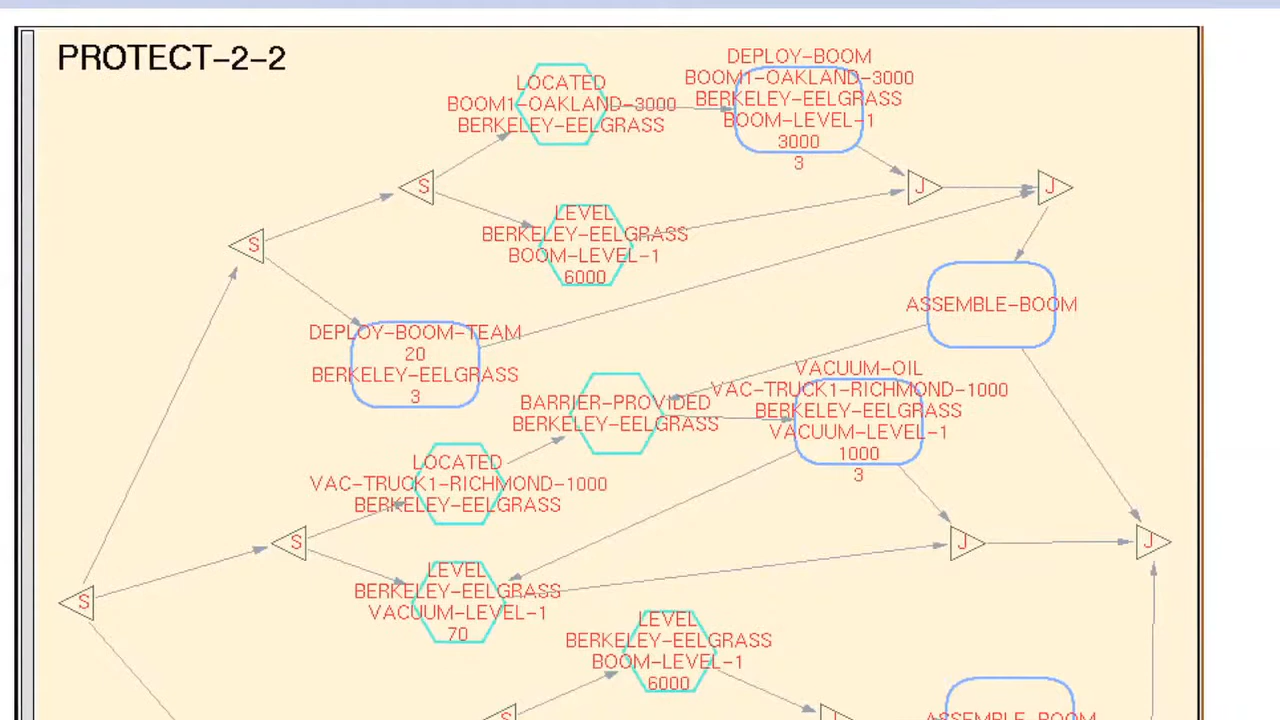 PROTECT-2-2
LOCATED
BOOM1-OAKLAND-3000
BERKELEY-EELGRASS
DEPLOY-BOOM
BOOM1-OAKLAND-3000
BERKELEY-EELGRASS
BOOM-LEVEL-1
3000
3
S
J
J
LEVEL
BERKELEY-EELGRASS
BOOM-LEVEL-1
6000
S
DEPLOY-BOOM-TEAM
20
BERKELEY-EELGRASS
3
ASSEMBLE-BOOM
BARRIER-PROVIDED
BERKELEY-EELGRASS
VACUUM-OIL
VAC-TRUCK1-RICHMOND-1000
BERKELEY-EELGRASS
VACUUM-LEVEL-1
1000
3
LOCATED
VAC-TRUCK1-RICHMOND-1000
BERKELEY-EELGRASS
S
J
J
LEVEL
BERKELEY-EELGRASS
VACUUM-LEVEL-1
70
S
LEVEL
BERKELEY-EELGRASS
BOOM-LEVEL-1
6000
S
J
ASSEMBLE-BOOM